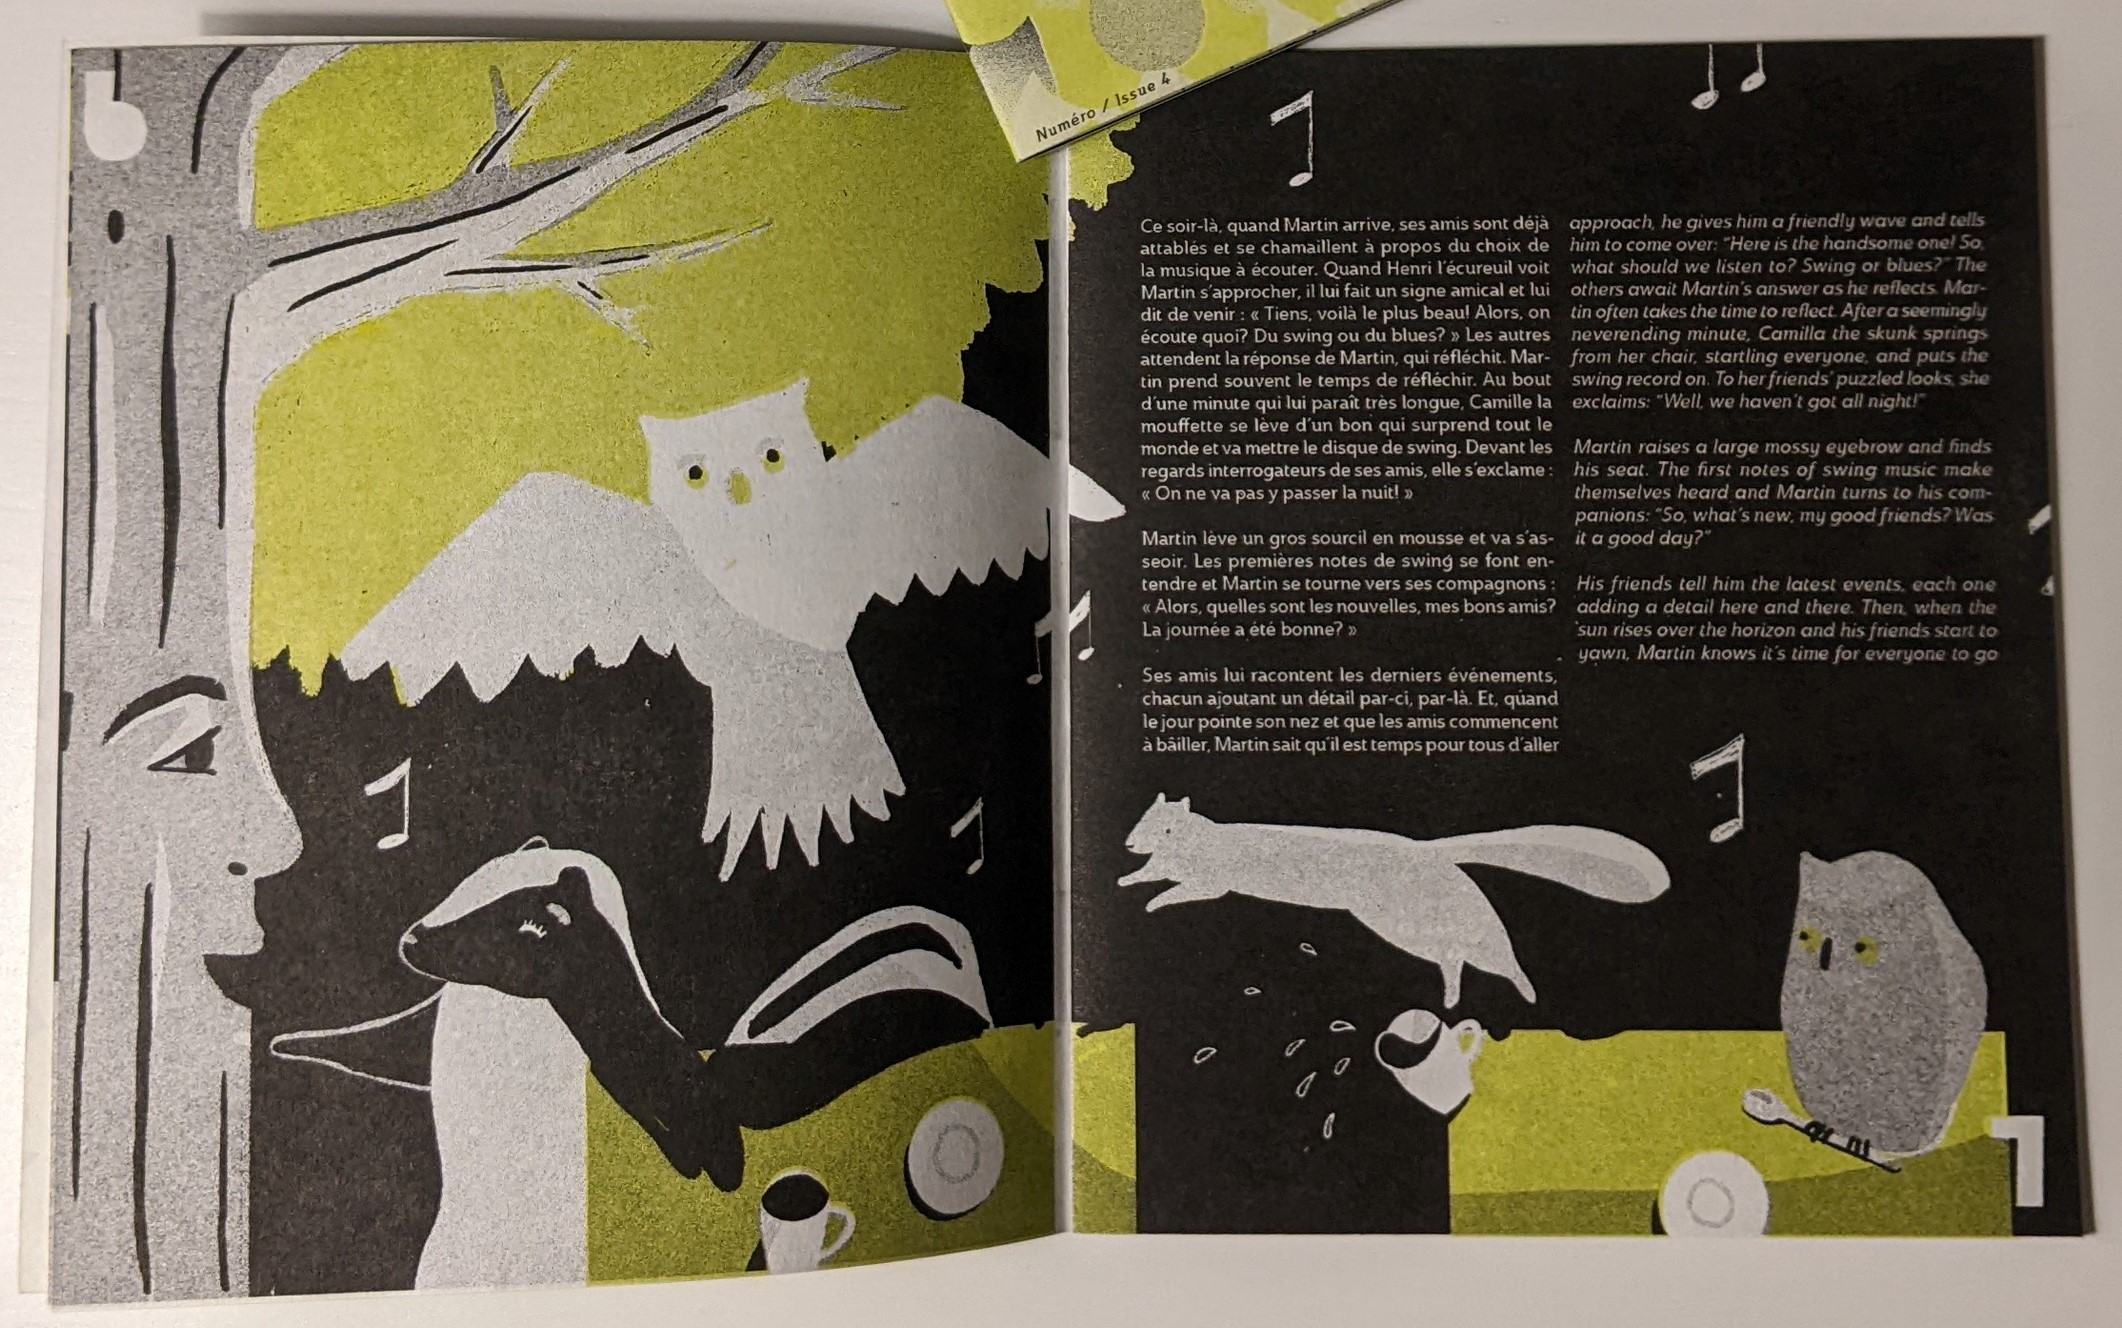 6
Numéro / Issue 4
Ce soir-là, quand Martin arrive, ses amis sont déjà
attablés et se chamaillent à propos du choix de
la musique à écouter. Quand Henri l'écureuil voit
Martin s'approcher, il lui fait un signe amical et lui
dit de venir : « Tiens, voilà le plus beau! Alors, on
écoute quoi? Du swing ou du blues? » Les autres
attendent la réponse de Martin, qui réfléchit. Mar-
tin prend souvent le temps de réfléchir. Au bout
d'une minute qui lui paraît très longue, Camille la
mouffette se lève d'un bon qui surprend tout le
monde et va mettre le disque de swing. Devant les
regards interrogateurs de ses amis, elle s'exclame :
« On ne va pas y passer la nuit! »
Martin lève un gros sourcil en mousse et va s'as-
seoir. Les premières notes de swing se font en-
tendre et Martin se tourne vers ses compagnons :
« Alors, quelles sont les nouvelles, mes bons amis?
La journée a été bonne? »
Ses amis lui racontent les derniers événements,
chacun ajoutant un détail par-ci, par-là. Et, quand
le jour pointe son nez et que les amis commencent
à bâiller, Martin sait qu'il est temps pour tous d'aller
approach, he gives him a friendly wave and tells
him to come over: "Here is the handsome one! So,
what should we listen to? Swing or blues?" The
others await Martin's answer as he reflects. Mar-
tin often takes the time to reflect. After a seemingly
neverending minute, Camilla the skunk springs
from her chair, startling everyone, and puts the
swing record on. To her friends' puzzled looks, she
exclaims: "Well, we haven't got all night!"
Martin raises a large mossy eyebrow and finds
his seat. The first notes of swing music make
themselves heard and Martin turns to his com-
panions: "So, what's new, my good friends? Was
it a good day?"
His friends tell him the latest events, each one
adding a detail here and there. Then, when the
sun rises over the horizon and his friends start to
yawn, Martin knows it's time for everyone to go
7